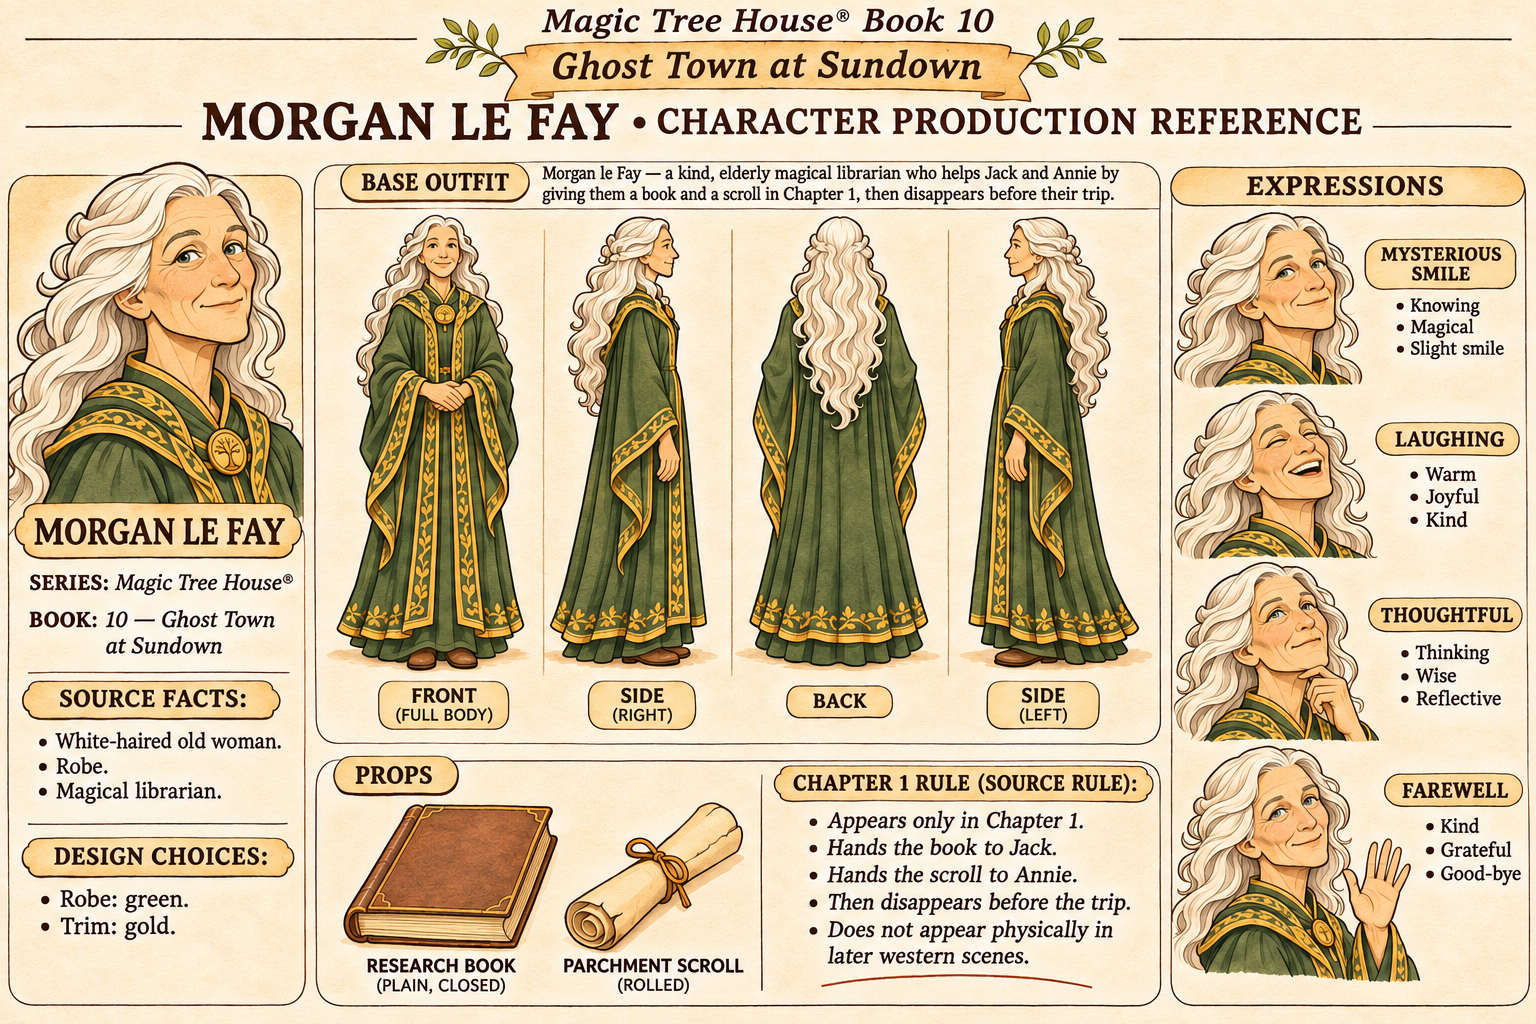 Magic Tree House® Book 10
Ghost Town at Sundown
MORGAN LE FAY • CHARACTER PRODUCTION REFERENCE
MORGAN LE FAY
SERIES: Magic Tree House®
BOOK: 10 — Ghost Town
at Sundown
SOURCE FACTS:
• White-haired old woman.
• Robe.
• Magical librarian.
DESIGN CHOICES:
• Robe: green.
• Trim: gold.
BASE OUTFIT
Morgan le Fay — a kind, elderly magical librarian who helps Jack and Annie by
giving them a book and a scroll in Chapter 1, then disappears before their trip.
FRONT
(FULL BODY)
SIDE
(RIGHT)
BACK
SIDE
(LEFT)
PROPS
RESEARCH BOOK
(PLAIN, CLOSED)
PARCHMENT SCROLL
(ROLLED)
CHAPTER 1 RULE (SOURCE RULE):
• Appears only in Chapter 1.
• Hands the book to Jack.
• Hands the scroll to Annie.
• Then disappears before the trip.
• Does not appear physically in
later western scenes.
EXPRESSIONS
MYSTERIOUS
SMILE
• Knowing
• Magical
• Slight smile
LAUGHING
• Warm
• Joyful
• Kind
THOUGHTFUL
• Thinking
• Wise
• Reflective
FAREWELL
• Kind
• Grateful
• Good-bye